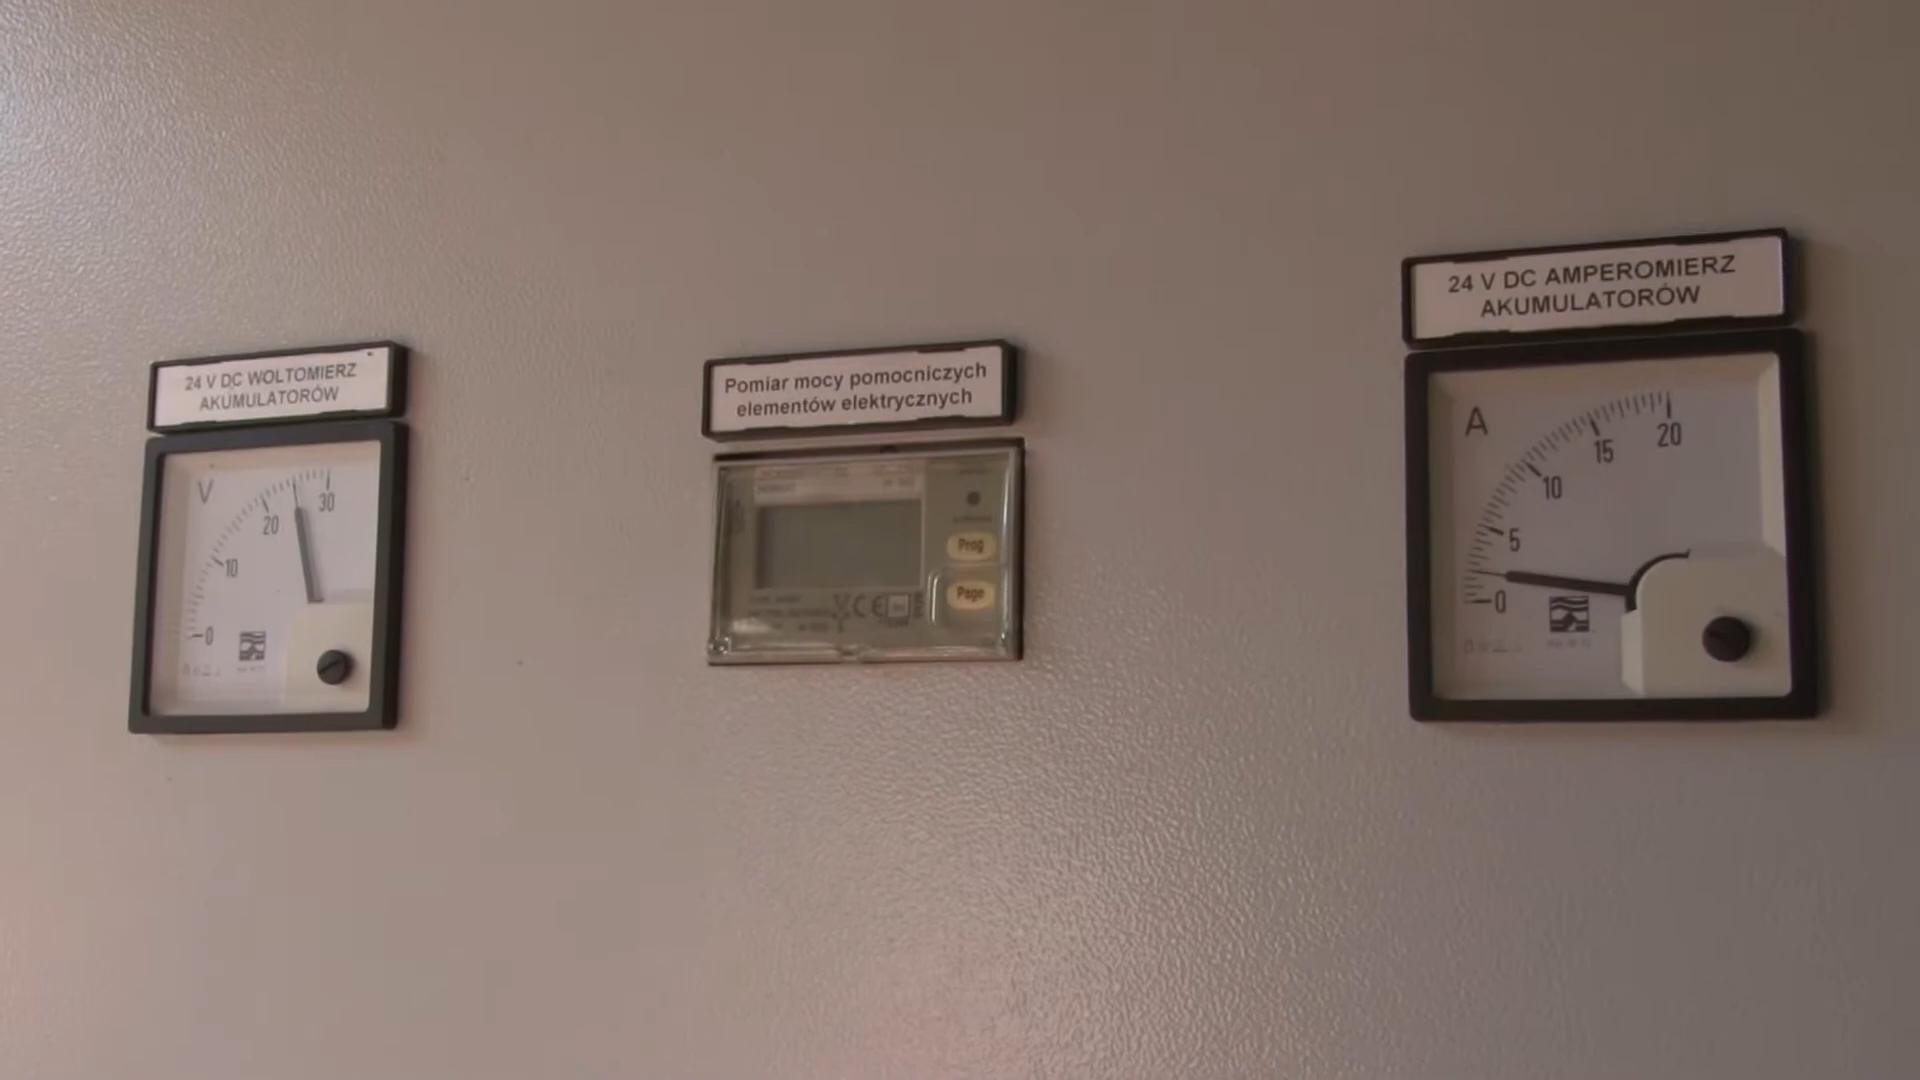 24 V DC WOLTOMIERZ
AKUMULATORÓW
V
0
10
20
30
Pomiar mocy pomocniczych
elementów elektrycznych
Prog
Page
CE
24 V DC AMPEROMIERZ
AKUMULATORÓW
A
0
5
10
15
20